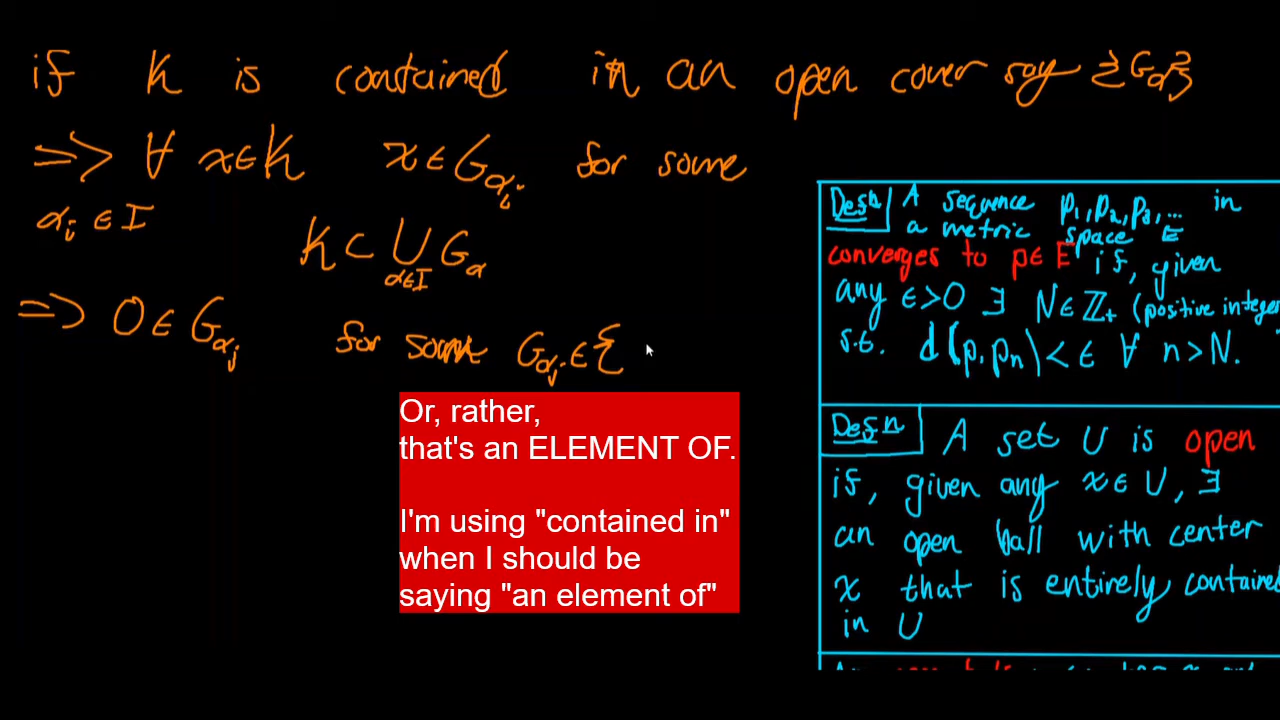 if K is contained in an open cover say {Gα}
=> ∀ x∈K x∈Gαi for some
αi ∈ I
K ⊂ ∪ Gα
α∈I
=> 0 ∈ Gαj for some Gαj ∈ {
Or, rather,
that's an ELEMENT OF.
I'm using "contained in"
when I should be
saying "an element of"
Defn A sequence p1, p2, p3, ... in
a metric space E
converges to p∈E if, given
any ε>0 ∃ N∈ℤ+ (positive integer
s.t. d(p, pn) < ε ∀ n>N.
Defn A set U is open
if, given any x∈U, ∃
an open ball with center
x that is entirely contained
in U